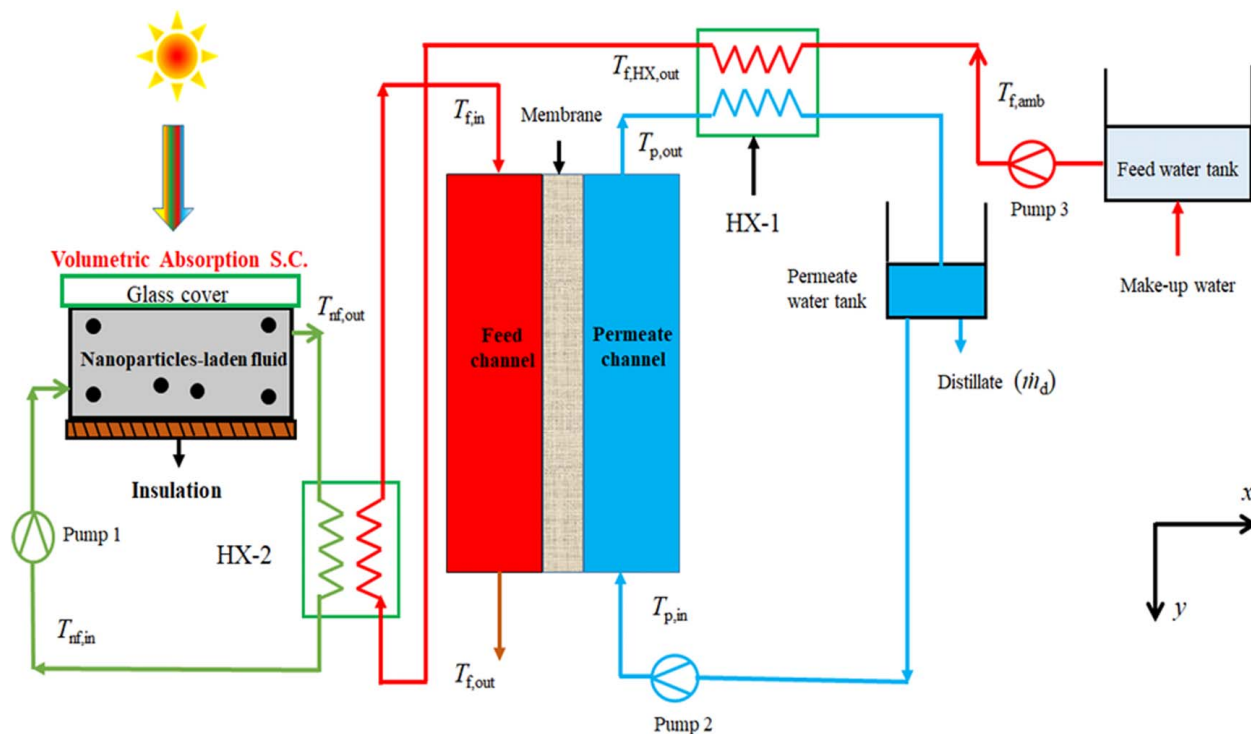 T_f,HX,out
T_f,in
Membrane
T_p,out
T_f,amb
Feed water tank
Pump 3
HX-1
Make-up water
Volumetric Absorption S.C.
Glass cover
T_nf,out
Nanoparticles-laden fluid
Feed
channel
Permeate
channel
Permeate
water tank
Distillate (ṁ_d)
Insulation
Pump 1
HX-2
T_nf,in
T_f,out
T_p,in
Pump 2
x
y